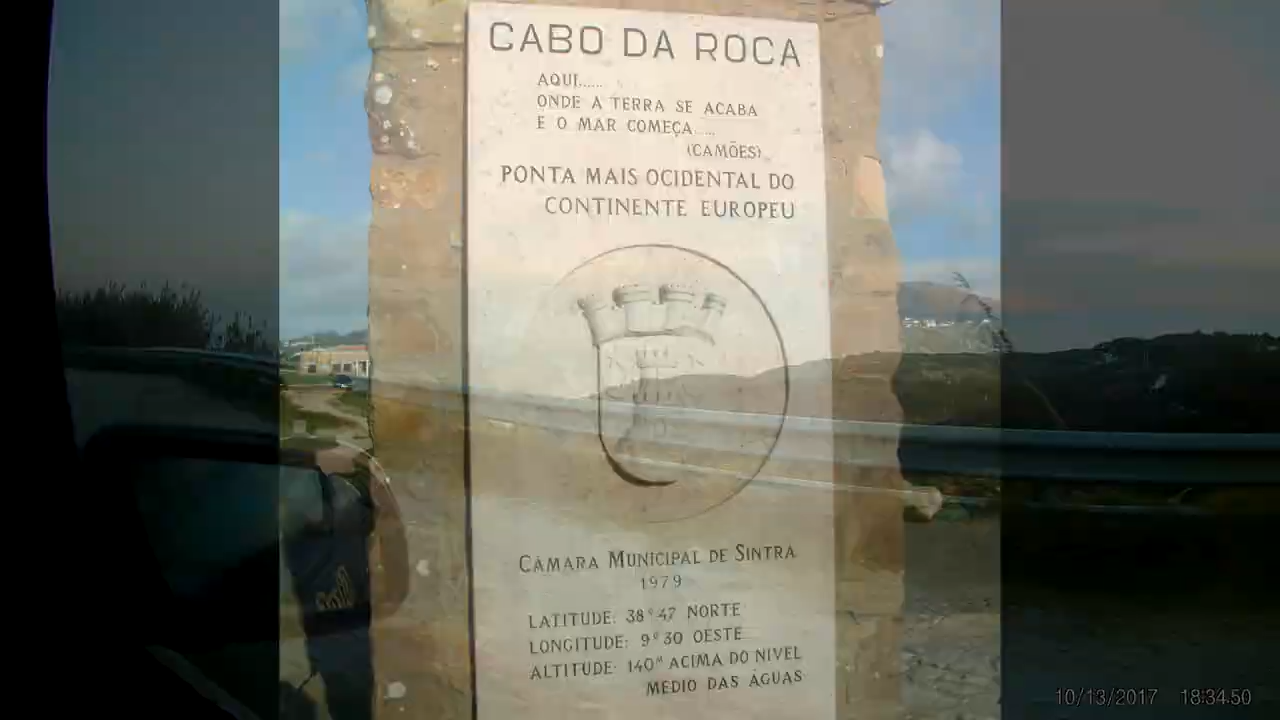 CABO DA ROCA
AQUI......
ONDE A TERRA SE ACABA
E O MAR COMEÇA.....
(CAMÕES)
PONTA MAIS OCIDENTAL DO
CONTINENTE EUROPEU
CÂMARA MUNICIPAL DE SINTRA
1979
LATITUDE: 38º 47 NORTE
LONGITUDE: 9º 30 OESTE
ALTITUDE: 140M ACIMA DO NIVEL
MEDIO DAS ÁGUAS
10/13/2017 18:34:50